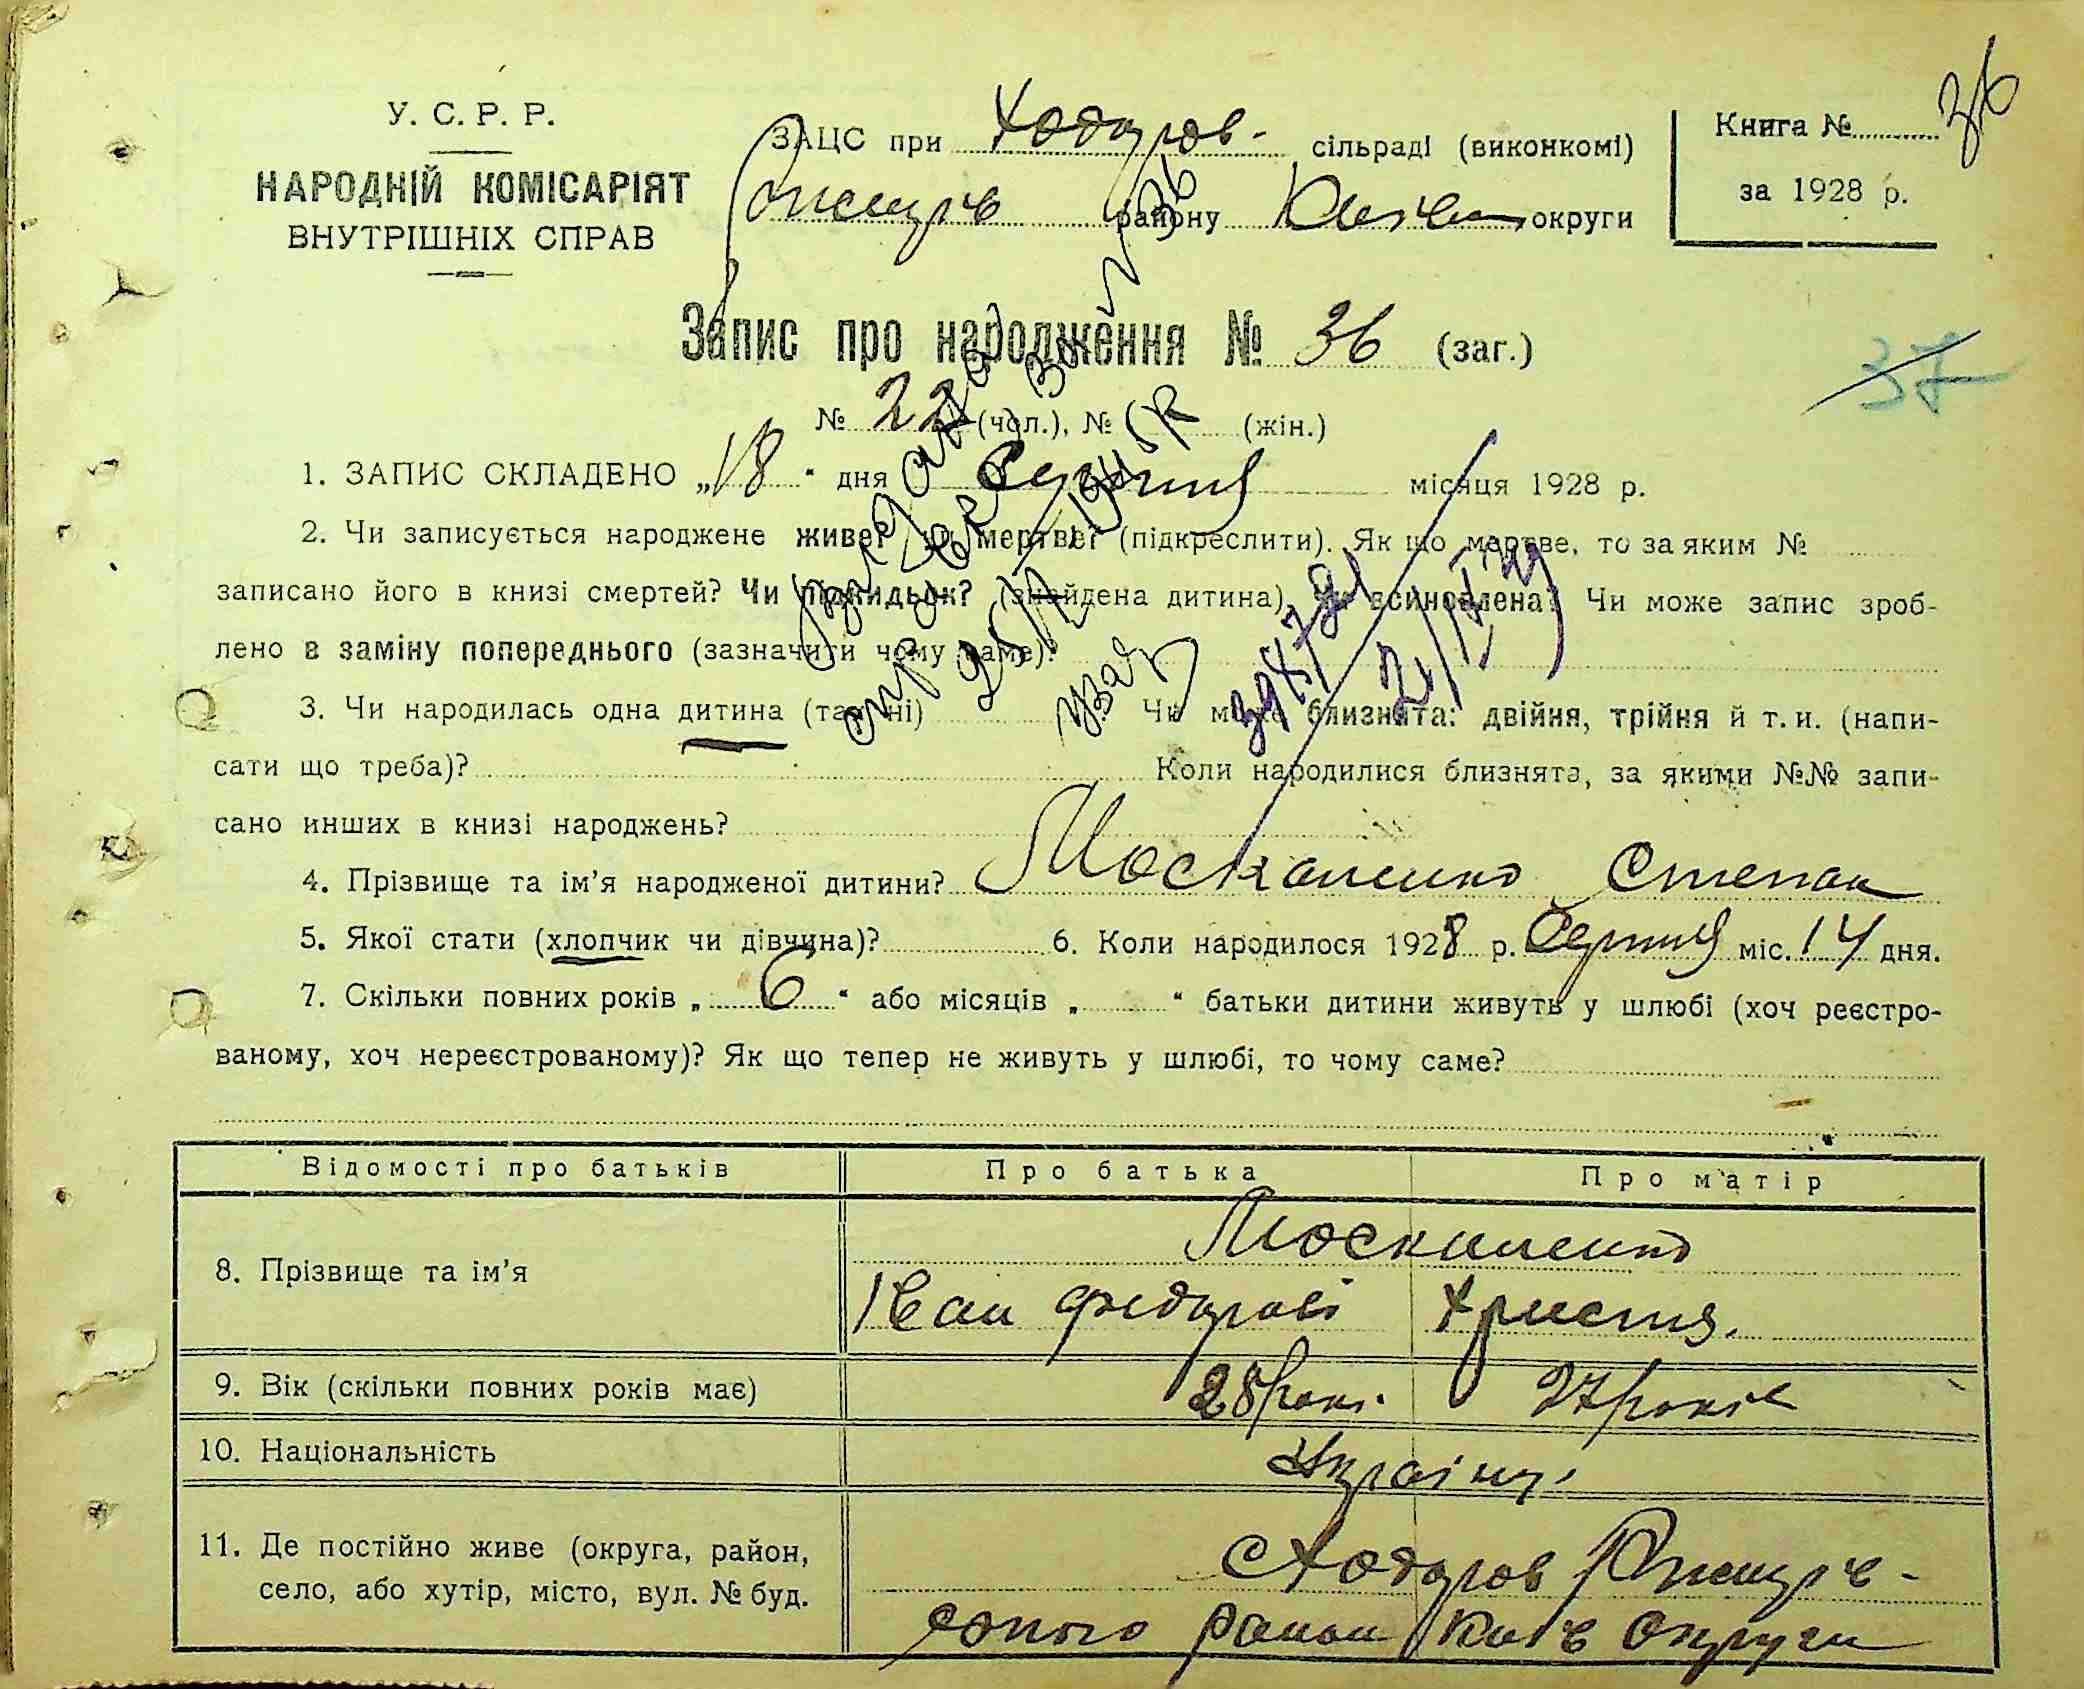 У. С. Р. Р.
НАРОДНІЙ КОМІСАРІЯТ
ВНУТРІШНІХ СПРАВ
ЗАЦС при Ходоров- сільраді (виконкомі)
Ржищів району Київ округи
Книга № 36
за 1928 р.
Запис про народження № 36 (заг.)
37
№ 22 (чол.), № (жін.)
1. ЗАПИС СКЛАДЕНО „18“ дня Серпня місяця 1928 р.
2. Чи записується народжене живе? чи мертве? (підкреслити). Як що мертве, то за яким №
записано його в книзі смертей? Чи підкидьок? (знайдена дитина). Чи всиновлена? Чи може запис зроб-
лено в заміну попереднього (зазначити чому саме)?
3. Чи народилась одна дитина (так, ні) Чи може близнята: двійня, трійня й т. и. (напи-
сати що треба)? Коли народилися близнята, за якими №№ запи-
сано инших в книзі народжень?
4. Прізвище та ім’я народженої дитини? Москаленко Степан
5. Якої стати (хлопчик чи дівчина)? 6. Коли народилося 1928 р. Серпня міс. 14 дня.
7. Скільки повних років „6“ або місяців „ “ батьки дитини живуть у шлюбі (хоч реєстро-
ваному, хоч нереєстрованому)? Як що тепер не живуть у шлюбі, то чому саме?
Відомості про батьків Про батька Про матір
8. Прізвище та ім’я Москаленко
Іван Федорові Христя.
9. Вік (скільки повних років має) 28 рокі. 27 років
10. Національність Українці
11. Де постійно живе (округа, район,
село, або хутір, місто, вул. № буд.
с Ходоров Ржищів-
ського району Київ Округи